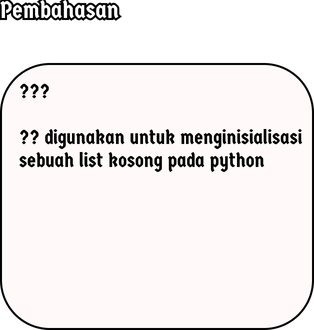 Pembahasan
???
?? digunakan untuk menginisialisasi
sebuah list kosong pada python